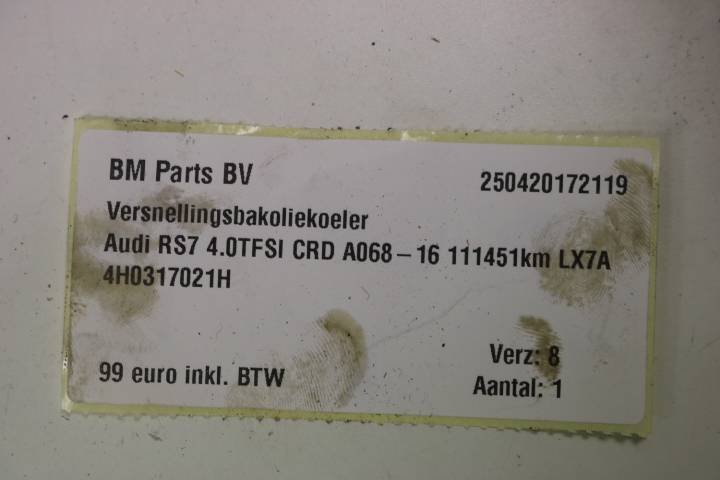 BM Parts BV
250420172119
Versnellingsbakoliekoeler
Audi RS7 4.0TFSI CRD A068-16 111451km LX7A
4H0317021H
99 euro inkl. BTW
Verz: 8
Aantal: 1